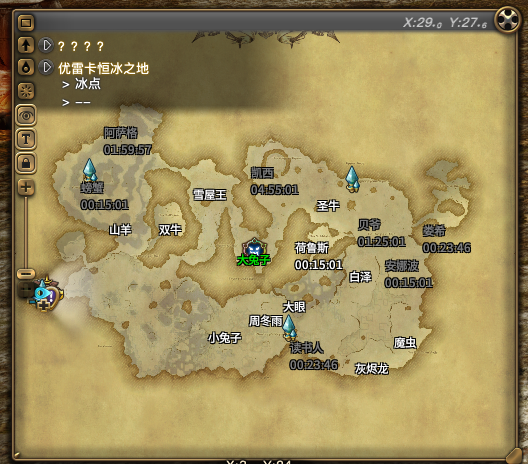 X:29.0 Y:27.6
????
优雷卡恒冰之地
> 冰点
> --
阿萨格
01:59:57
螃蟹
00:15:01
凯西
04:55:01
雪屋王
圣牛
山羊
双牛
贝爷
01:25:01
娄希
00:23:46
荷鲁斯
00:15:01
大兔子
安娜波
00:15:01
白泽
大眼
周冬雨
小兔子
读书人
00:23:46
魔虫
灰烬龙
T